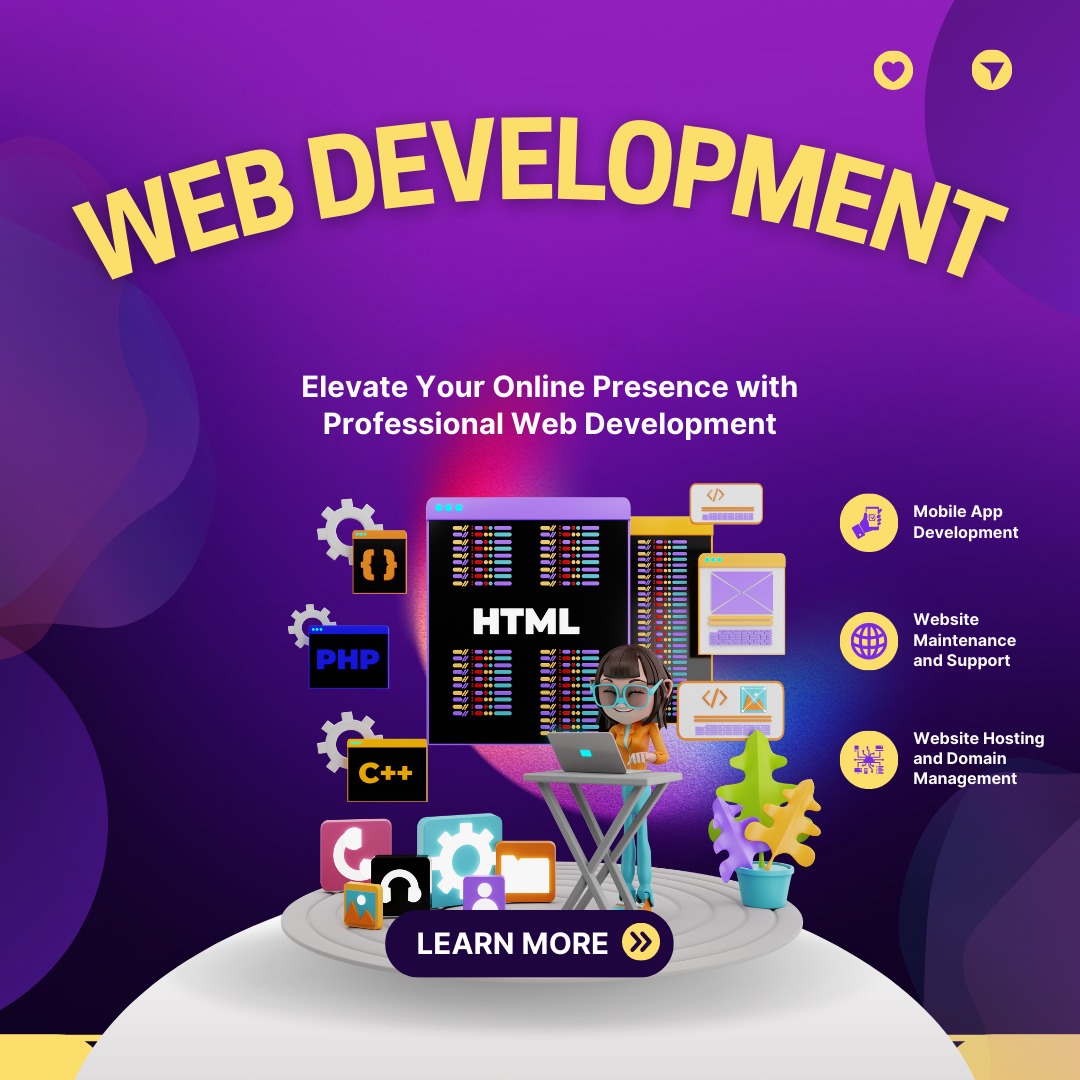 WEB DEVELOPMENT
Elevate Your Online Presence with
Professional Web Development
</>
{}
HTML
PHP
</>
C++
Mobile App
Development
Website
Maintenance
and Support
Website Hosting
and Domain
Management
LEARN MORE